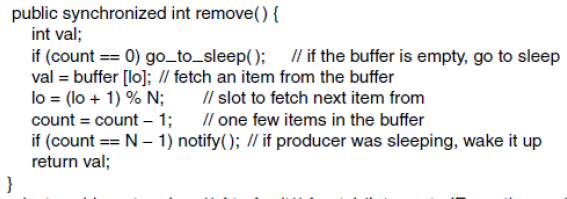 public synchronized int remove() {
int val;
if (count == 0) go_to_sleep(); // if the buffer is empty, go to sleep
val = buffer [lo]; // fetch an item from the buffer
lo = (lo + 1) % N; // slot to fetch next item from
count = count – 1; // one few items in the buffer
if (count == N – 1) notify(); // if producer was sleeping, wake it up
return val;
}